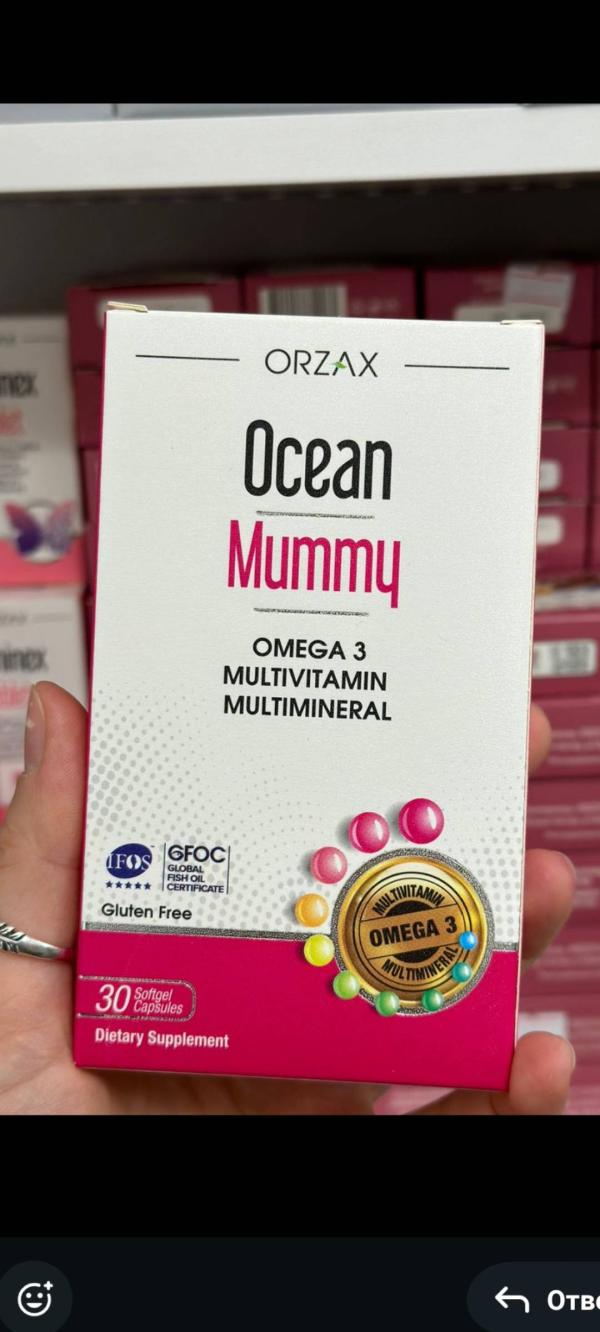 ORZAX
Ocean
Mummy
OMEGA 3
MULTIVITAMIN
MULTIMINERAL
IFOS
GFOC
GLOBAL
FISH OIL
CERTIFICATE
Gluten Free
MULTIVITAMIN
OMEGA 3
MULTIMINERAL
30 Softgel
Capsules
Dietary Supplement